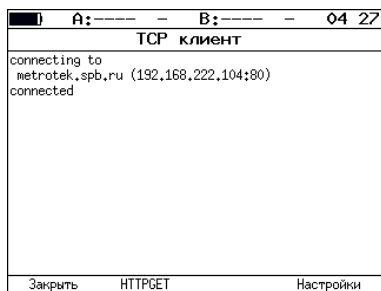 A:---- – B:---- – 04 27
TCP клиент
connecting to
metrotek.spb.ru (192.168.222.104:80)
connected
Закрыть HTTPGET Настройки